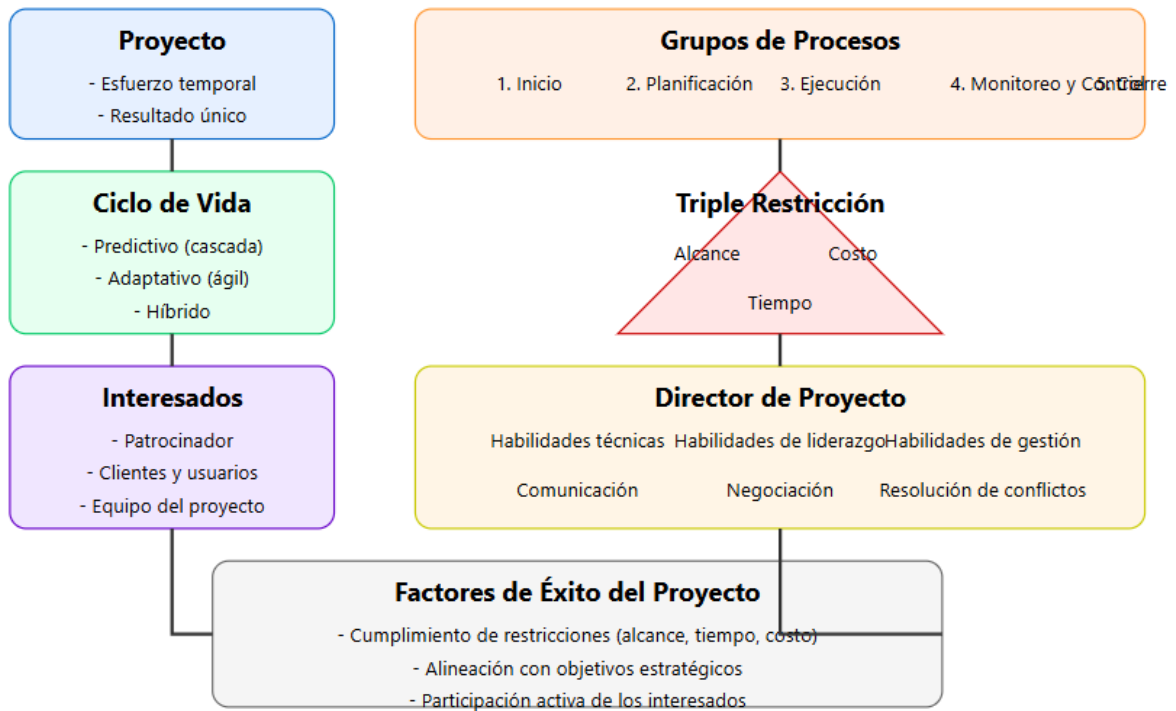 Proyecto
- Esfuerzo temporal
- Resultado único
Ciclo de Vida
- Predictivo (cascada)
- Adaptativo (ágil)
- Híbrido
Interesados
- Patrocinador
- Clientes y usuarios
- Equipo del proyecto
Grupos de Procesos
1. Inicio 2. Planificación 3. Ejecución 4. Monitoreo y Control 5. Cierre
Triple Restricción
Alcance Costo
Tiempo
Director de Proyecto
Habilidades técnicas Habilidades de liderazgo Habilidades de gestión
Comunicación Negociación Resolución de conflictos
Factores de Éxito del Proyecto
- Cumplimiento de restricciones (alcance, tiempo, costo)
- Alineación con objetivos estratégicos
- Participación activa de los interesados